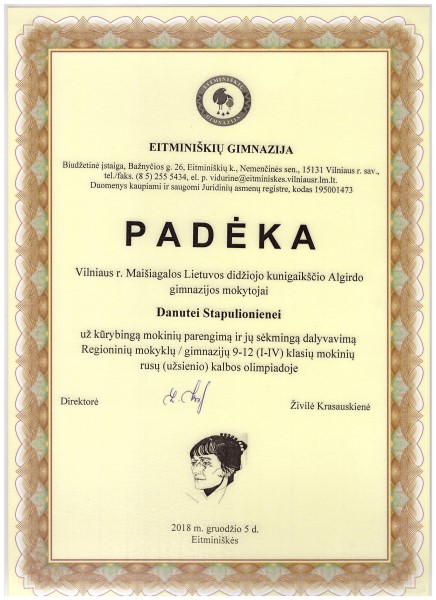 EITMINIŠKIŲ
GIMNAZIJA
EITMINIŠKIŲ GIMNAZIJA
Biudžetinė įstaiga, Bažnyčios g. 26, Eitminiškių k., Nemenčinės sen., 15131 Vilniaus r. sav.,
tel./faks. (8 5) 255 5434, el. p. vidurine@eitminiskes.vilniausr.lm.lt.
Duomenys kaupiami ir saugomi Juridinių asmenų registre, kodas 195001473
PADĖKA
Vilniaus r. Maišiagalos Lietuvos didžiojo kunigaikščio Algirdo
gimnazijos mokytojai
Danutei Stapulionienei
už kūrybingą mokinių parengimą ir jų sėkmingą dalyvavimą
Regioninių mokyklų / gimnazijų 9-12 (I-IV) klasių mokinių
rusų (užsienio) kalbos olimpiadoje
Direktorė Živilė Krasauskienė
2018 m. gruodžio 5 d.
Eitminiškės